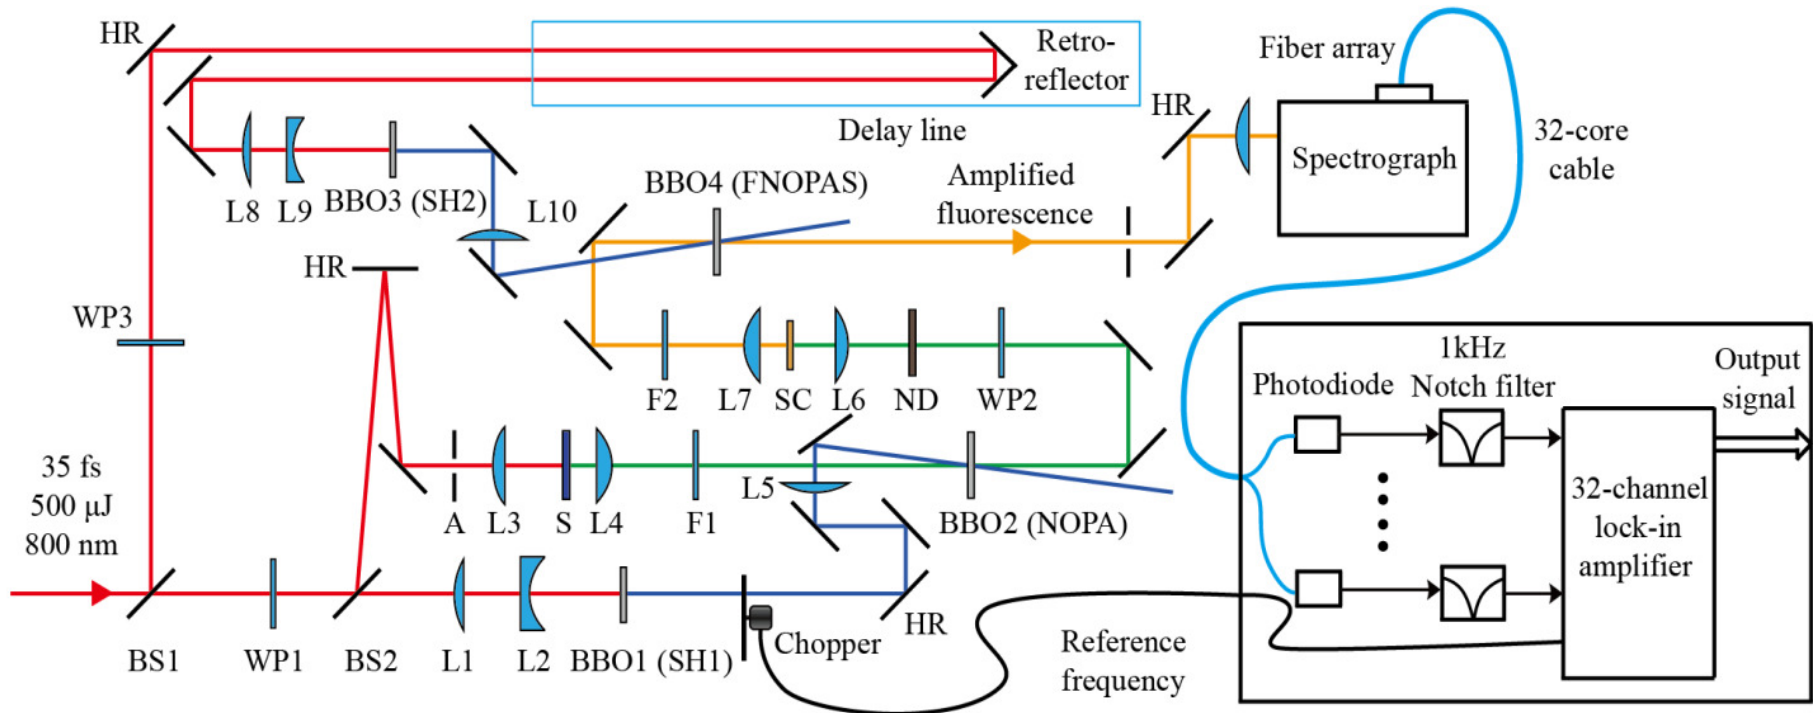 HR
Retro-
reflector
Delay line
Fiber array
HR
Spectrograph
32-core
cable
L8
L9
BBO3 (SH2)
L10
BBO4 (FNOPAS)
Amplified
fluorescence
HR
WP3
F2
L7
SC
L6
ND
WP2
1kHz
Notch filter
Photodiode
Output
signal
35 fs
500 μJ
800 nm
A
L3
S
L4
F1
L5
BBO2 (NOPA)
32-channel
lock-in
amplifier
BS1
WP1
BS2
L1
L2
BBO1 (SH1)
Chopper
HR
Reference
frequency